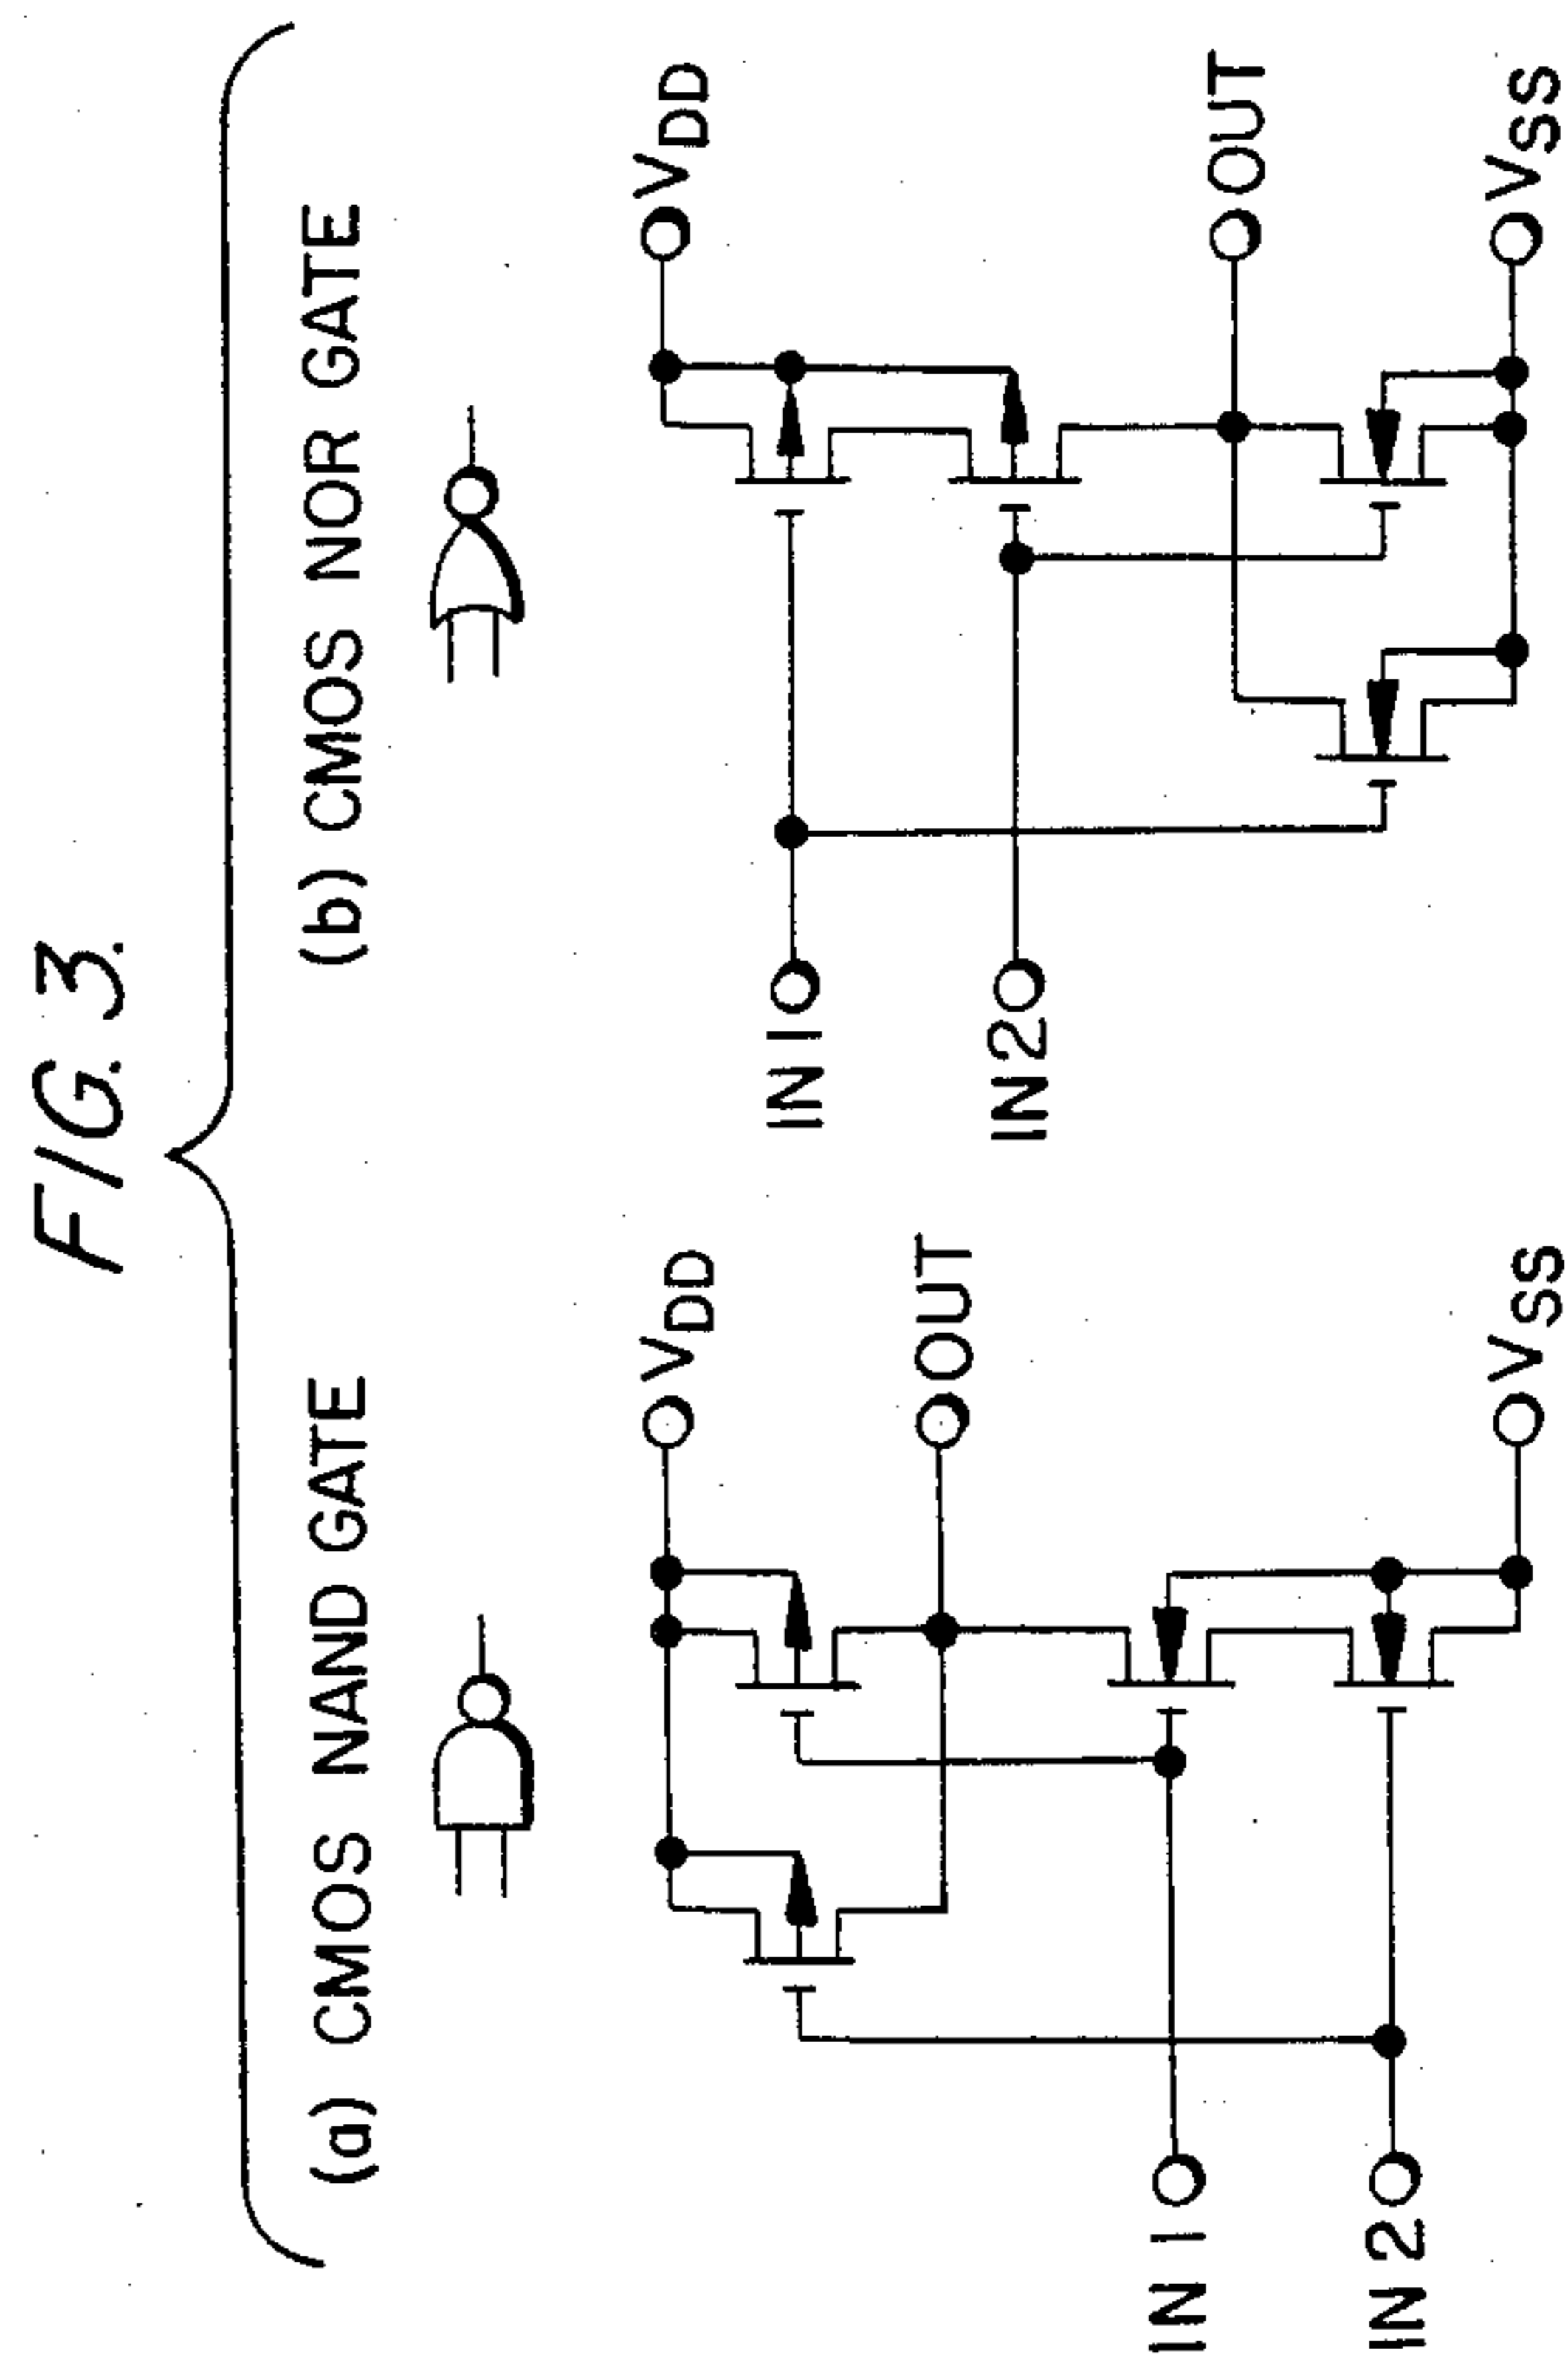 FIG. 3.
(a) CMOS NAND GATE
VDD
OUT
IN1
IN2
VSS
(b) CMOS NOR GATE
VDD
IN1
IN2
OUT
VSS